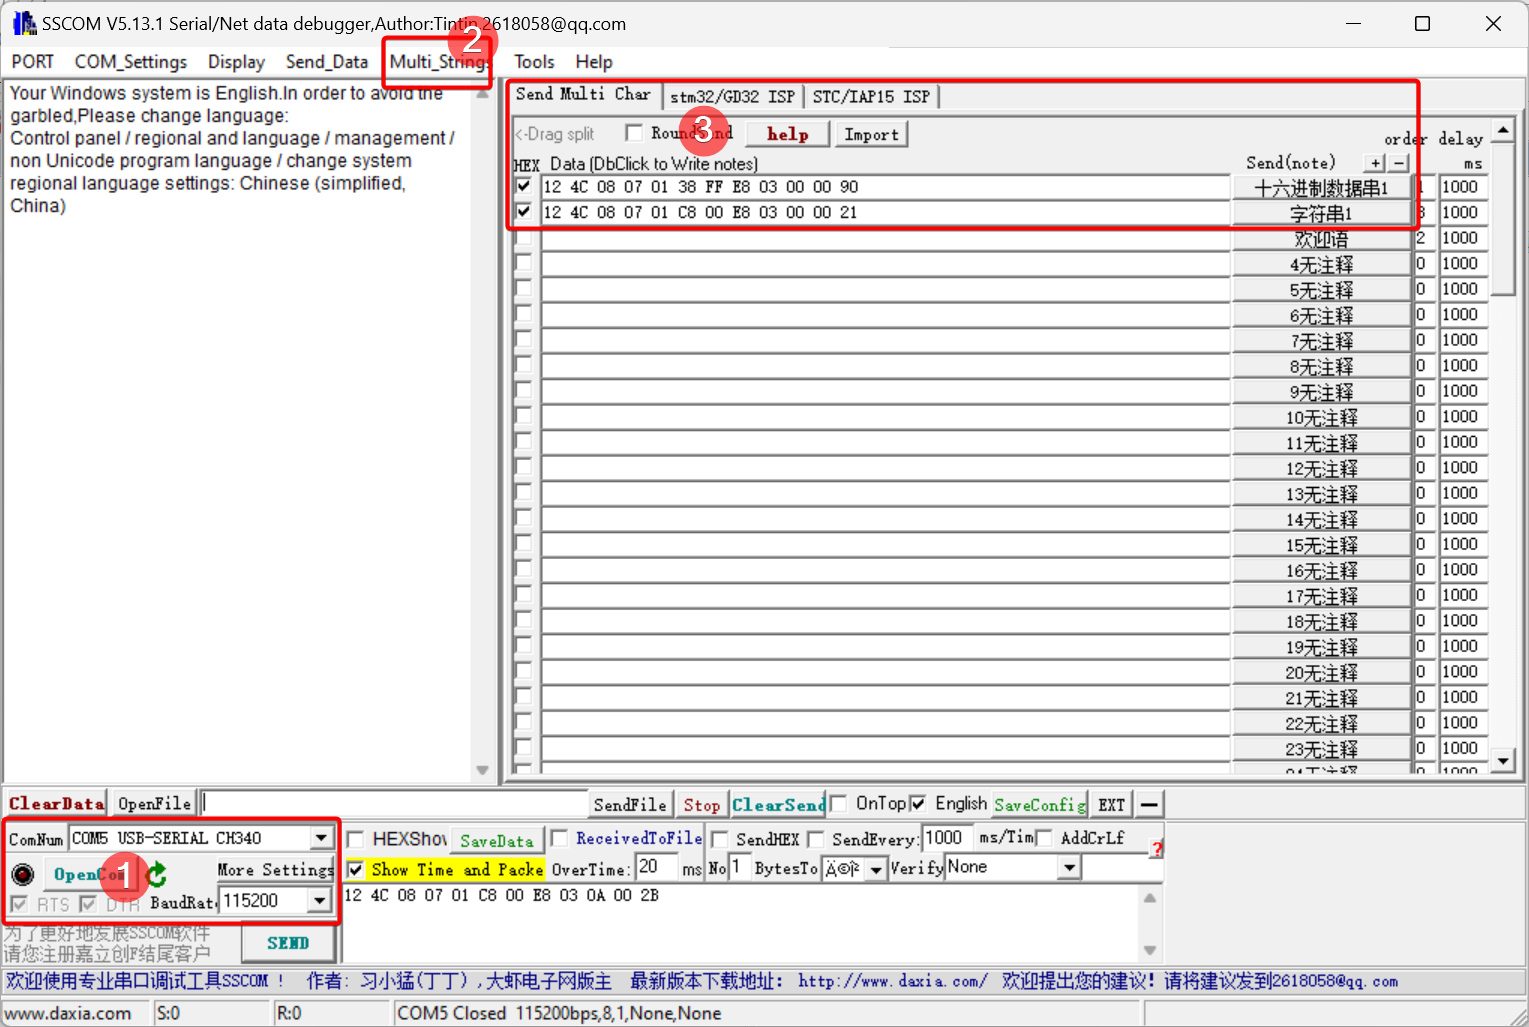 SSCOM V5.13.1 Serial/Net data debugger,Author:Tintin,2618058@qq.com
2
PORT COM_Settings Display Send_Data Multi_Strings Tools Help
Your Windows system is English.In order to avoid the
garbled,Please change language:
Control panel / regional and language / management /
non Unicode program language / change system
regional language settings: Chinese (simplified,
China)
Send Multi Char stm32/GD32 ISP STC/IAP15 ISP
<-Drag split 3 help Import order delay
HEX Data (DbClick to Write notes) Send(note) + - ms
12 4C 08 07 01 38 FF E8 03 00 00 90 十六进制数据串1 1 1000
12 4C 08 07 01 C8 00 E8 03 00 00 21 字符串1 3 1000
欢迎语 2 1000
4无注释 0 1000
5无注释 0 1000
6无注释 0 1000
7无注释 0 1000
8无注释 0 1000
9无注释 0 1000
10无注释 0 1000
11无注释 0 1000
12无注释 0 1000
13无注释 0 1000
14无注释 0 1000
15无注释 0 1000
16无注释 0 1000
17无注释 0 1000
18无注释 0 1000
19无注释 0 1000
20无注释 0 1000
21无注释 0 1000
22无注释 0 1000
23无注释 0 1000
ClearData OpenFile SendFile Stop ClearSend OnTop English SaveConfig EXT —
ComNum COM5 USB-SERIAL CH340 HEXShow SaveData ReceivedToFile SendHEX SendEvery: 1000 ms/Tim AddCrLf ?
OpenCom 1 More Settings Show Time and Packe OverTime: 20 ms No 1 BytesTo Verify None
RTS DTR BaudRat: 115200
12 4C 08 07 01 C8 00 E8 03 0A 00 2B
为了更好地发展SSCOM软件
请您注册嘉立创F结尾客户
SEND
欢迎使用专业串口调试工具SSCOM ! 作者: 习小猛(丁丁),大虾电子网版主 最新版本下载地址: http://www.daxia.com/ 欢迎提出您的建议! 请将建议发到2618058@qq.com
www.daxia.com S:0 R:0 COM5 Closed 115200bps,8,1,None,None